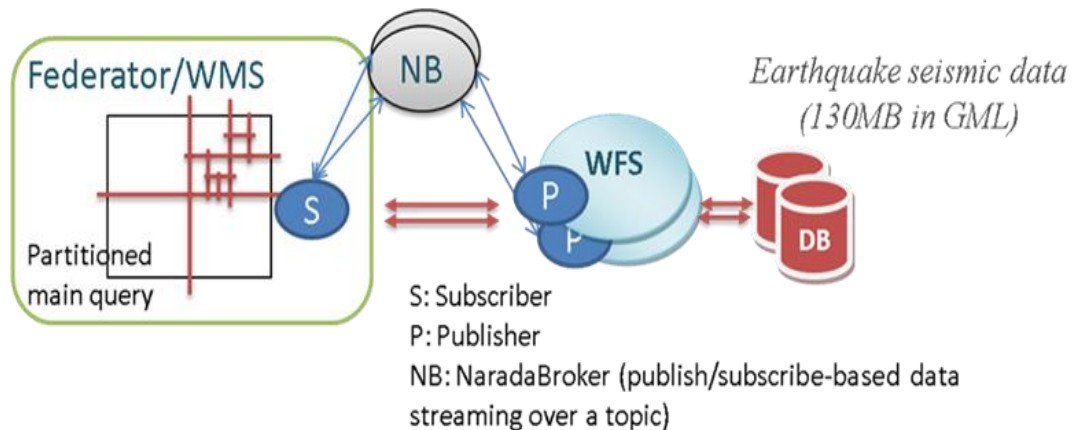 Federator/WMS
NB
Earthquake seismic data
(130MB in GML)
WFS
P
S
P
DB
Partitioned
main query
S: Subscriber
P: Publisher
NB: NaradaBroker (publish/subscribe-based data
streaming over a topic)